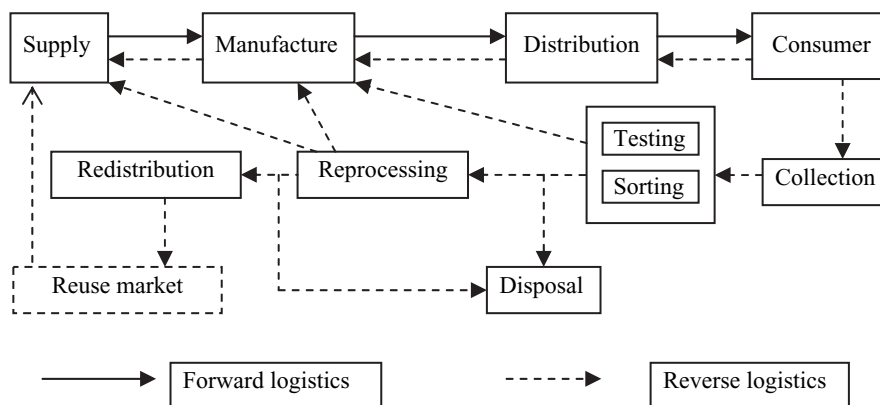 Supply
Manufacture
Distribution
Consumer
Testing
Sorting
Redistribution
Reprocessing
Collection
Reuse market
Disposal
Forward logistics
Reverse logistics